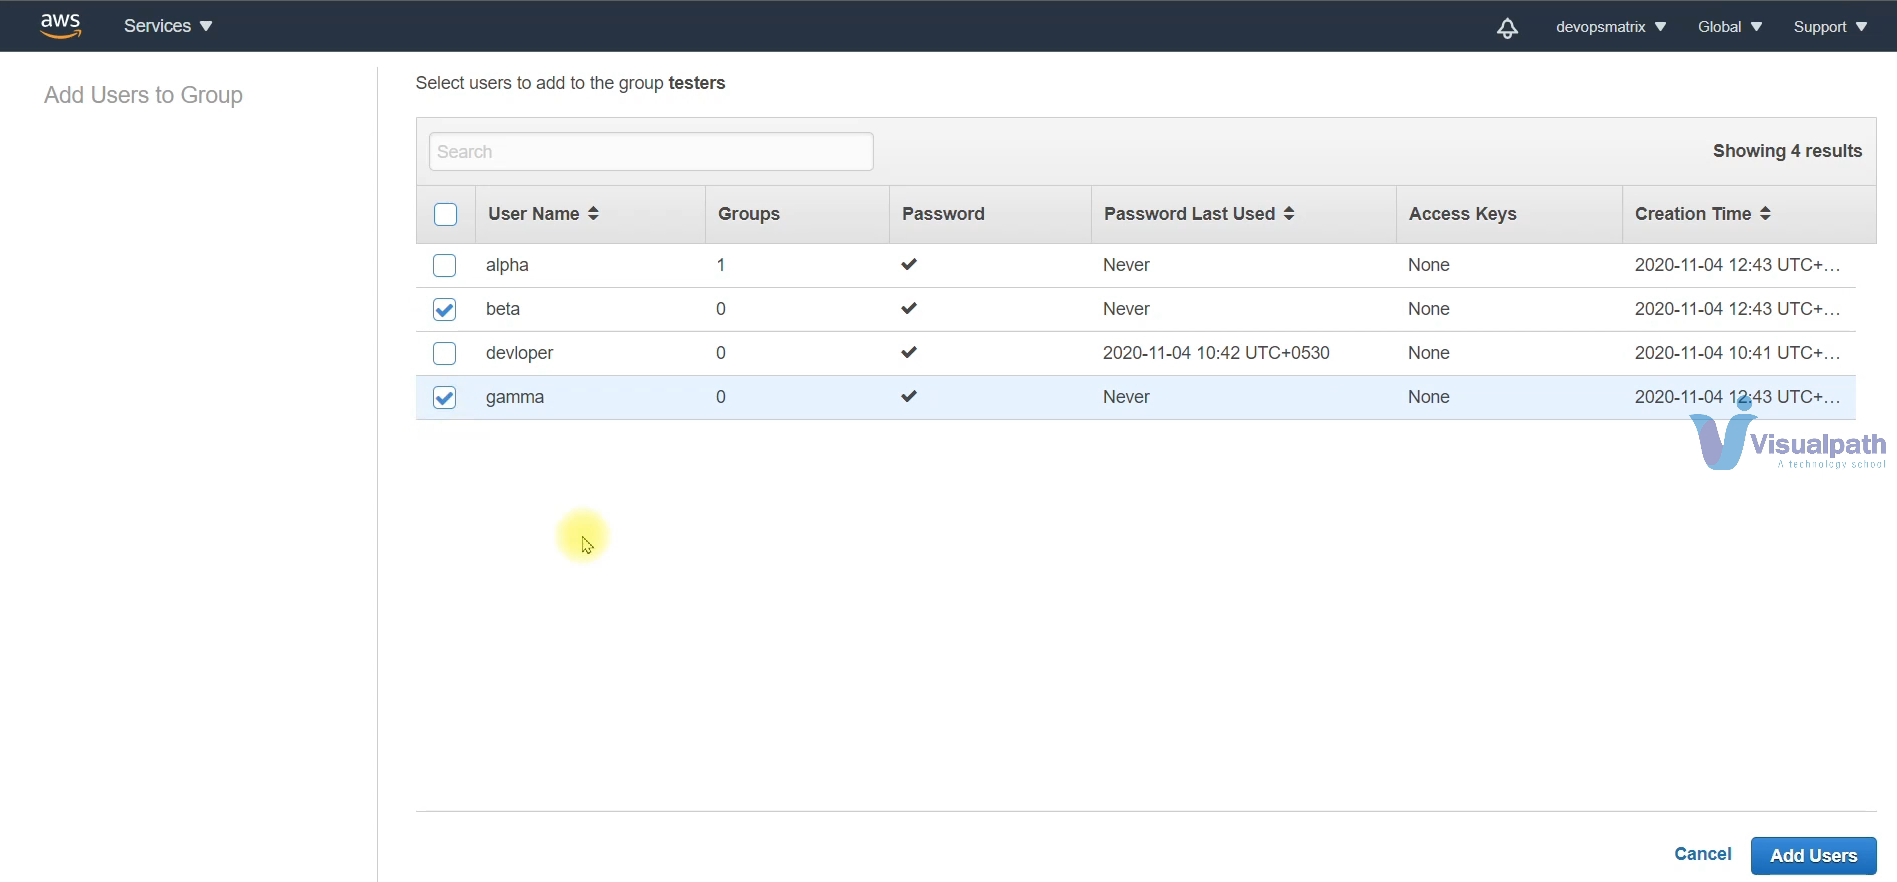 aws Services devopsmatrix Global Support
Add Users to Group
Select users to add to the group testers
Search Showing 4 results
User Name Groups Password Password Last Used Access Keys Creation Time
alpha 1 Never None 2020-11-04 12:43 UTC+...
beta 0 Never None 2020-11-04 12:43 UTC+...
devloper 0 2020-11-04 10:42 UTC+0530 None 2020-11-04 10:41 UTC+...
gamma 0 Never None 2020-11-04 12:43 UTC+...
Visualpath
A technology school
Cancel Add Users